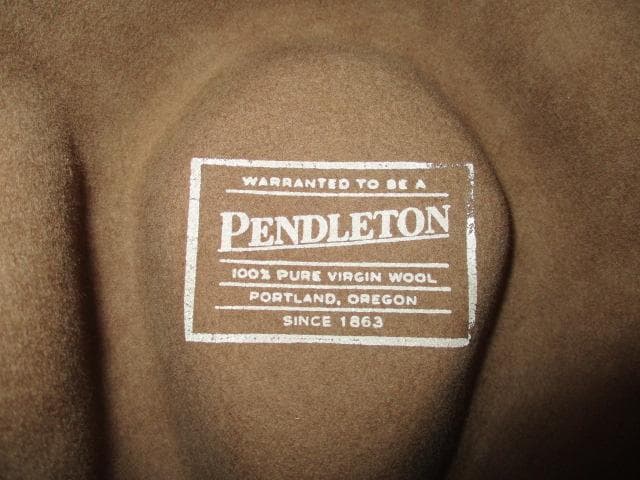 WARRANTED TO BE A
PENDLETON
100% PURE VIRGIN WOOL
PORTLAND, OREGON
SINCE 1863